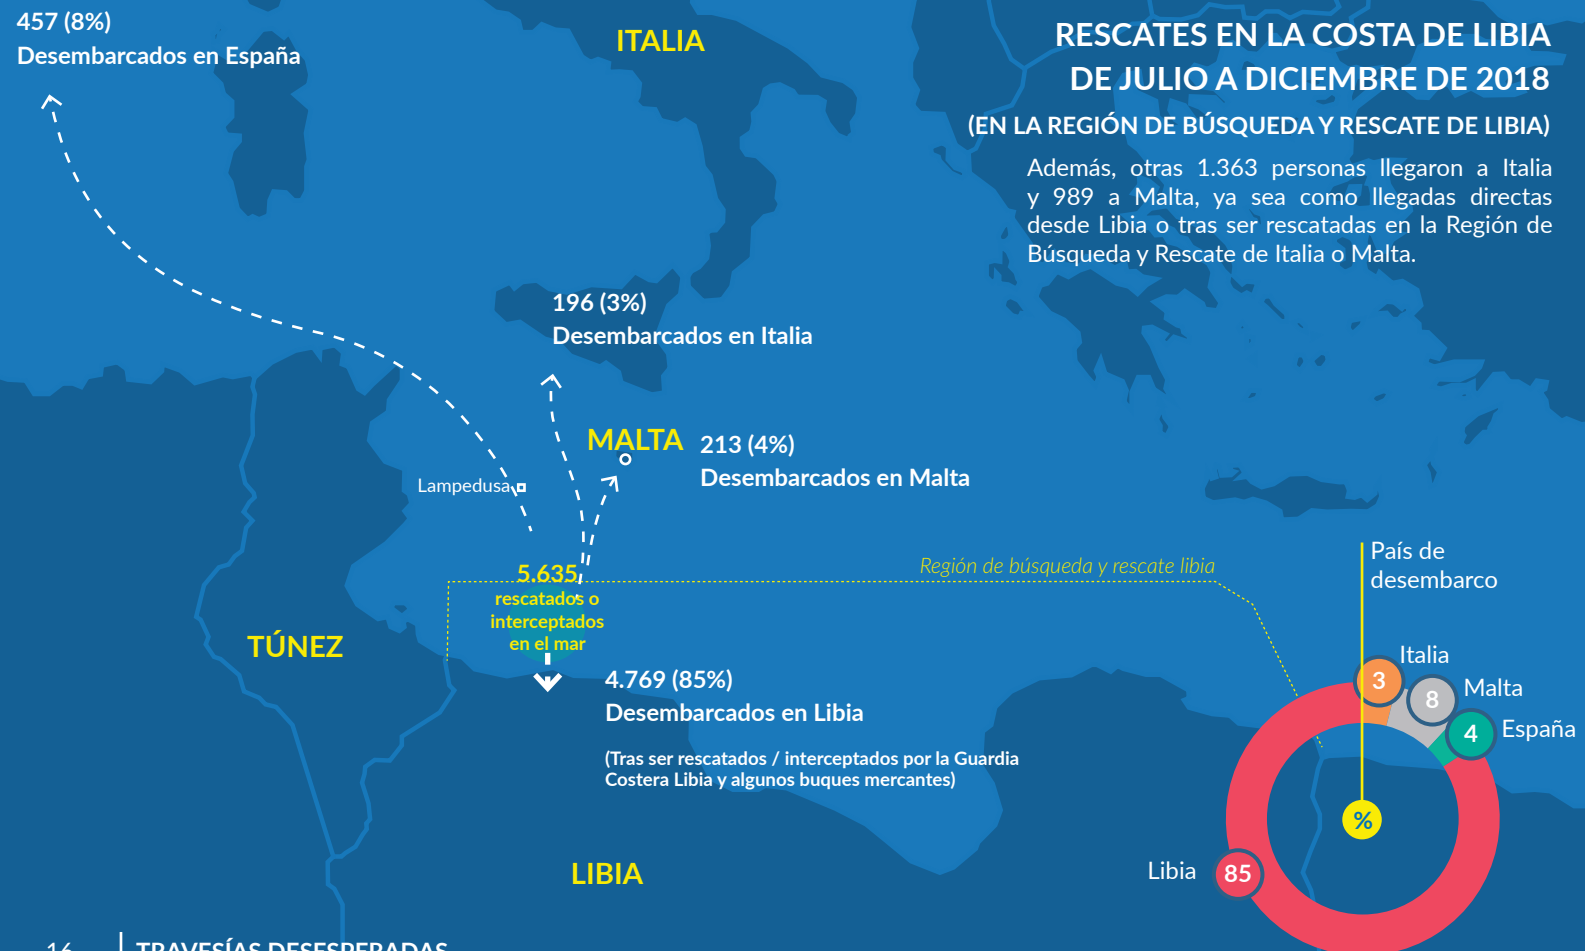 457 (8%)
Desembarcados en España
ITALIA
RESCATES EN LA COSTA DE LIBIA
DE JULIO A DICIEMBRE DE 2018
(EN LA REGIÓN DE BÚSQUEDA Y RESCATE DE LIBIA)
Además, otras 1.363 personas llegaron a Italia
y 989 a Malta, ya sea como llegadas directas
desde Libia o tras ser rescatadas en la Región de
Búsqueda y Rescate de Italia o Malta.
196 (3%)
Desembarcados en Italia
MALTA
213 (4%)
Desembarcados en Malta
Lampedusa
5.635
rescatados o
interceptados
en el mar
Región de búsqueda y rescate libia
TÚNEZ
4.769 (85%)
Desembarcados en Libia
(Tras ser rescatados / interceptados por la Guardia
Costera Libia y algunos buques mercantes)
LIBIA
País de
desembarco
Italia
3
Malta
8
España
4
%
Libia
85
16
TRAVESÍAS DESESPERADAS